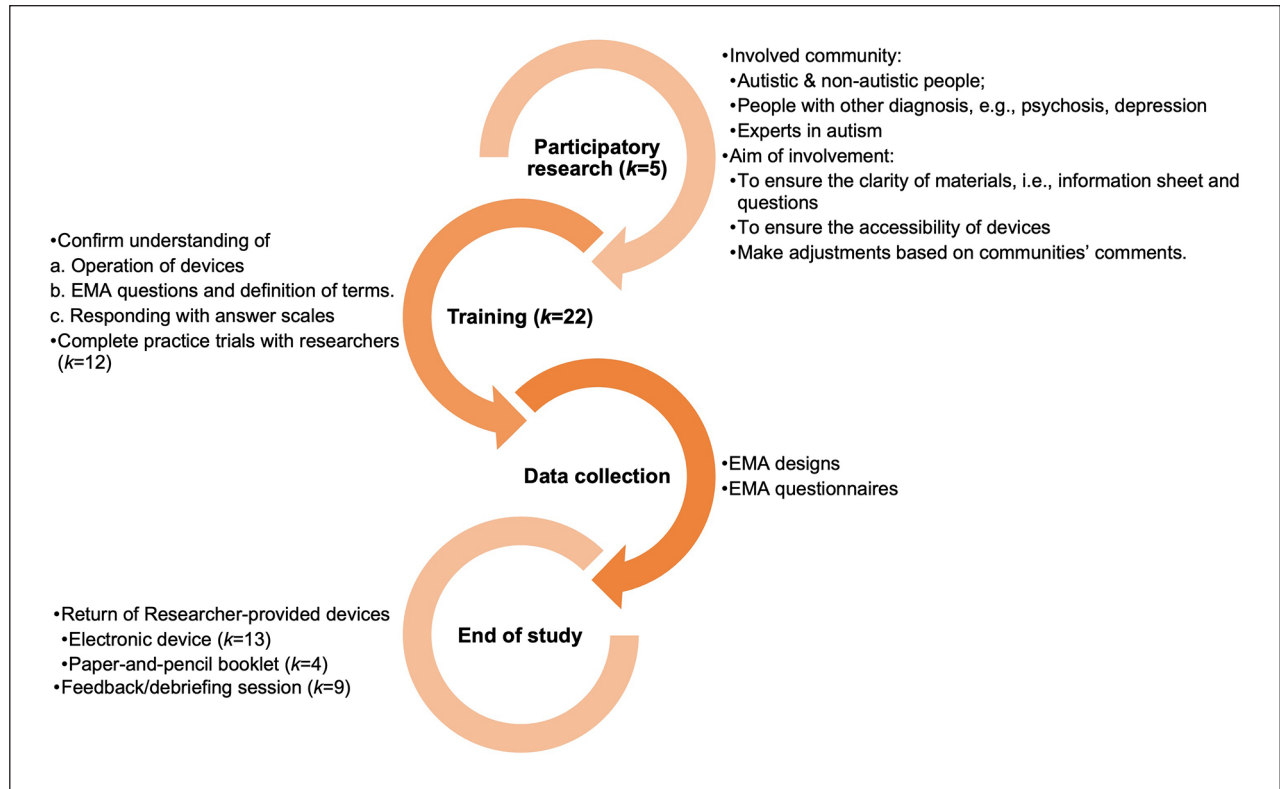 Participatory
research (k=5)
•Involved community:
•Autistic & non-autistic people;
•People with other diagnosis, e.g., psychosis, depression
•Experts in autism
•Aim of involvement:
•To ensure the clarity of materials, i.e., information sheet and
questions
•To ensure the accessibility of devices
•Make adjustments based on communities’ comments.
Training (k=22)
•Confirm understanding of
a. Operation of devices
b. EMA questions and definition of terms.
c. Responding with answer scales
•Complete practice trials with researchers
(k=12)
Data collection
•EMA designs
•EMA questionnaires
End of study
•Return of Researcher-provided devices
•Electronic device (k=13)
•Paper-and-pencil booklet (k=4)
•Feedback/debriefing session (k=9)